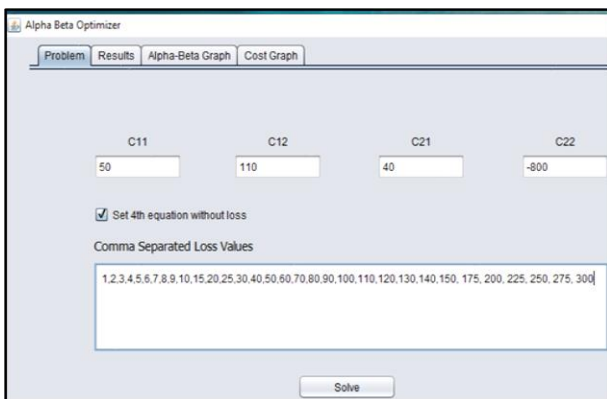 Alpha Beta Optimizer
Problem Results Alpha-Beta Graph Cost Graph
C11 C12 C21 C22
50 110 40 -800
Set 4th equation without loss
Comma Separated Loss Values
1,2,3,4,5,6,7,8,9,10,15,20,25,30,40,50,60,70,80,90,100,110,120,130,140,150, 175, 200, 225, 250, 275, 300
Solve